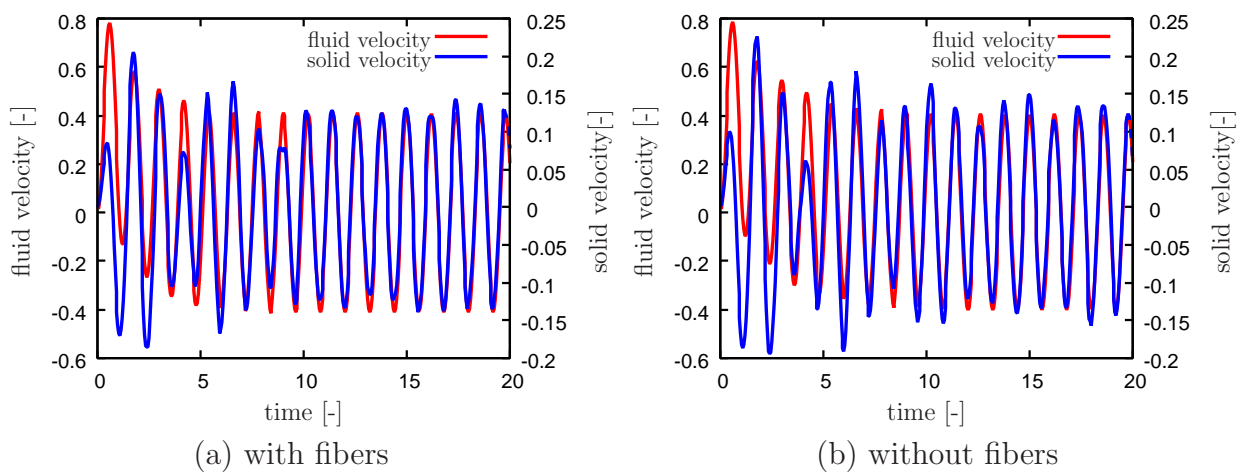 fluid velocity
solid velocity
fluid velocity [-]
0.8
0.6
0.4
0.2
0
-0.2
-0.4
-0.6
0.25
0.2
0.15
0.1
0.05
0
-0.05
-0.1
-0.15
-0.2
solid velocity[-]
0 5 10 15 20
time [-]
(a) with fibers
fluid velocity
solid velocity
fluid velocity [-]
0.8
0.6
0.4
0.2
0
-0.2
-0.4
-0.6
0.25
0.2
0.15
0.1
0.05
0
-0.05
-0.1
-0.15
-0.2
solid velocity[-]
0 5 10 15 20
time [-]
(b) without fibers